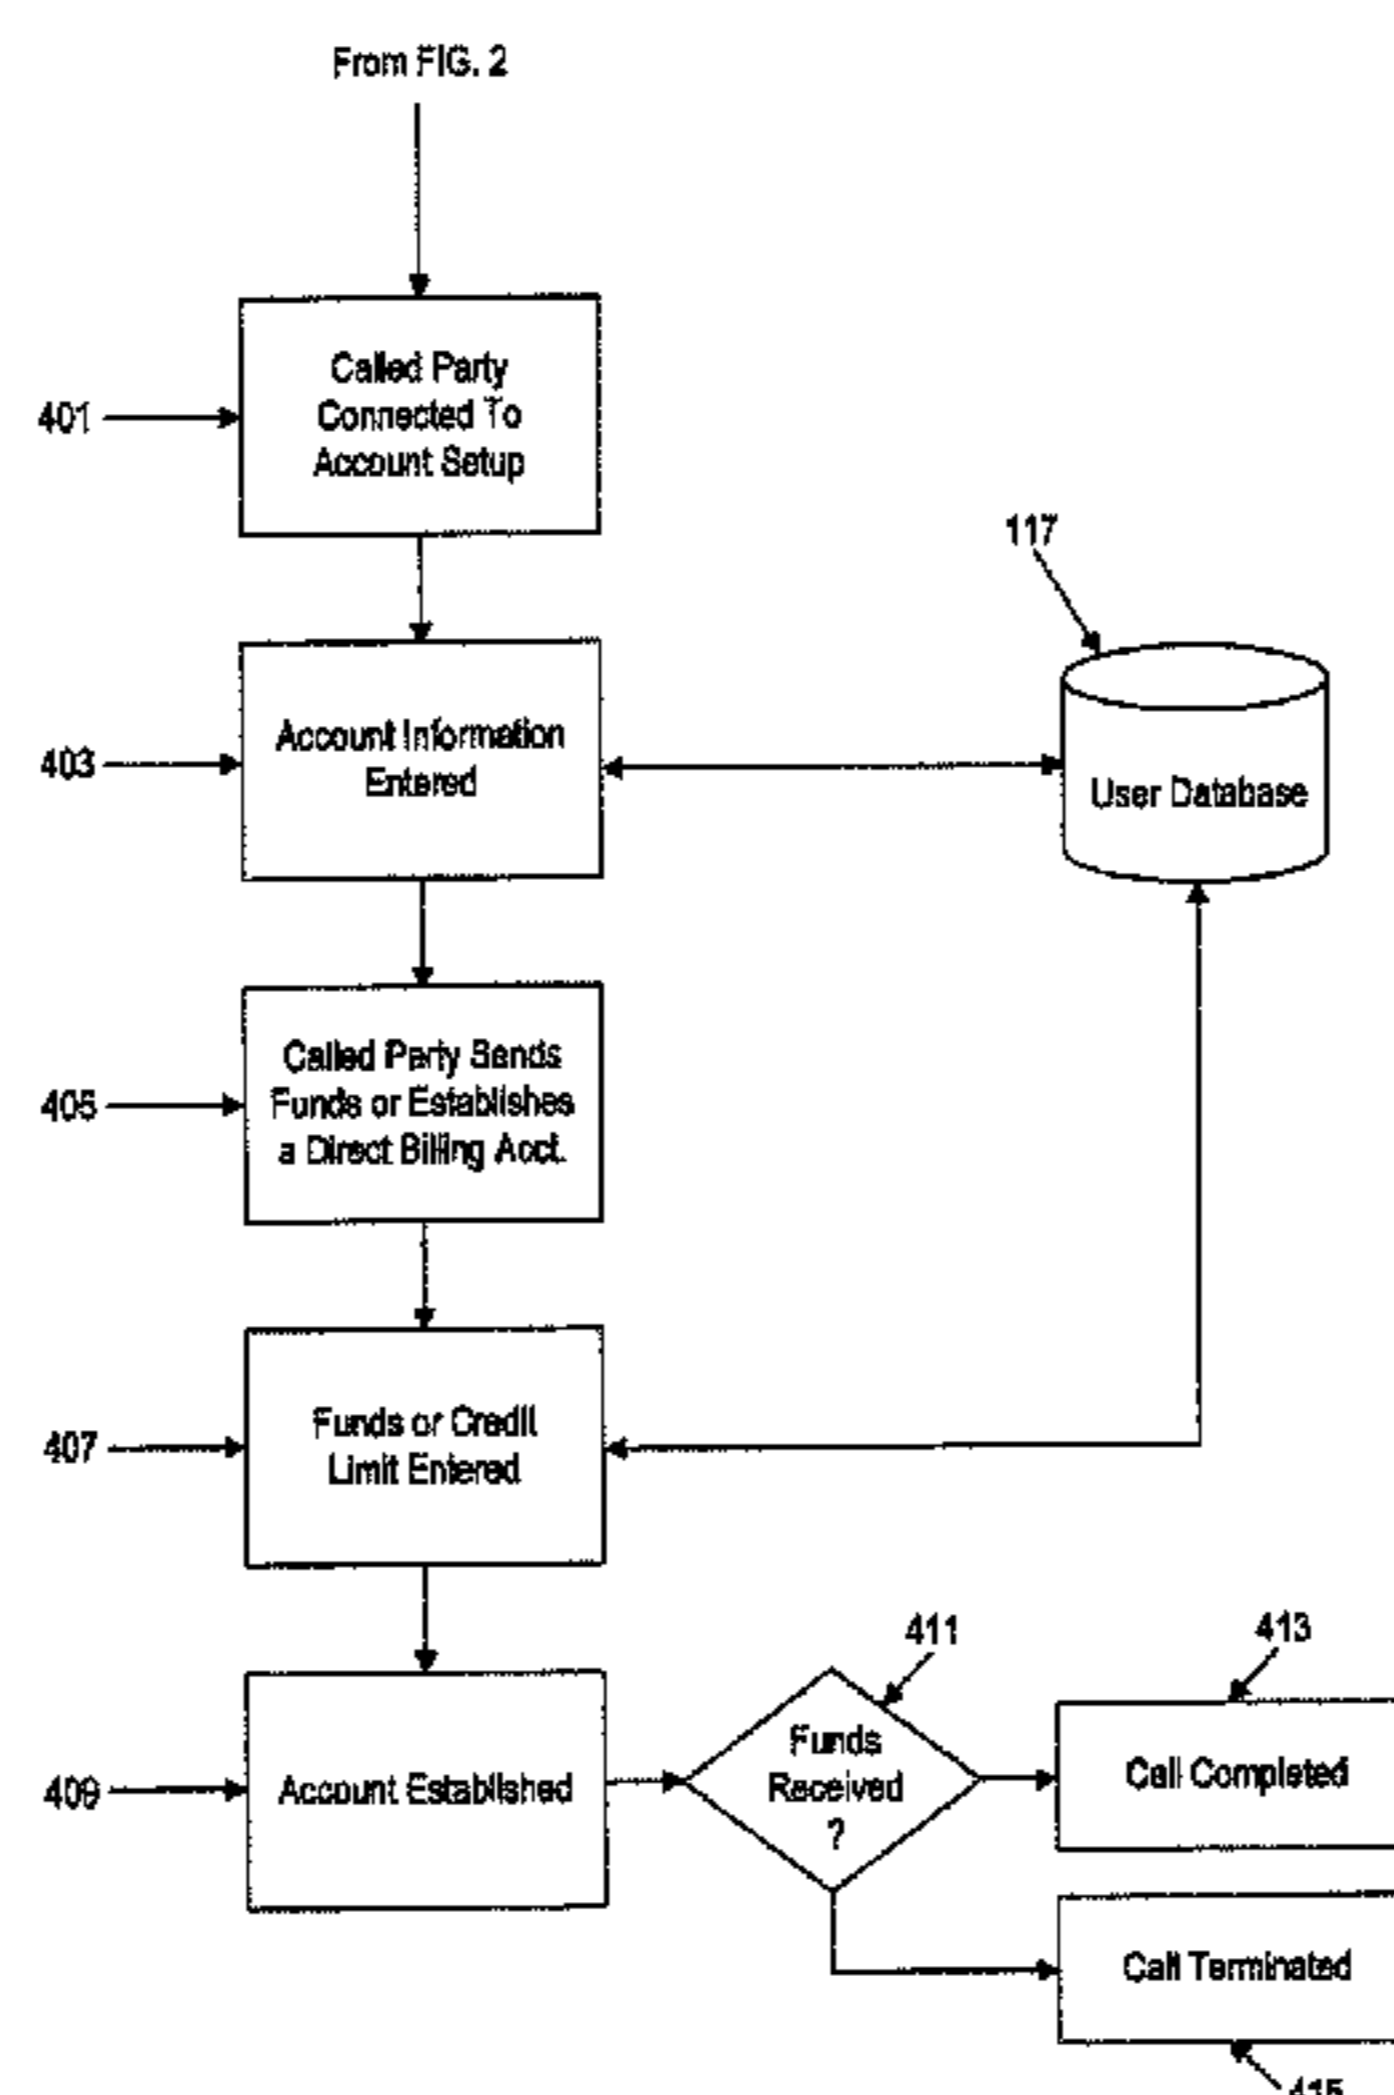 From FIG. 2
Called Party
Connected To
Account Setup
401
117
Account Information
Entered
403
User Database
Called Party Sends
Funds or Establishes
a Direct Billing Acct.
405
Funds or Credit
Limit Entered
407
411
413
Funds
Received
?
Call Completed
Account Established
409
Call Terminated
415